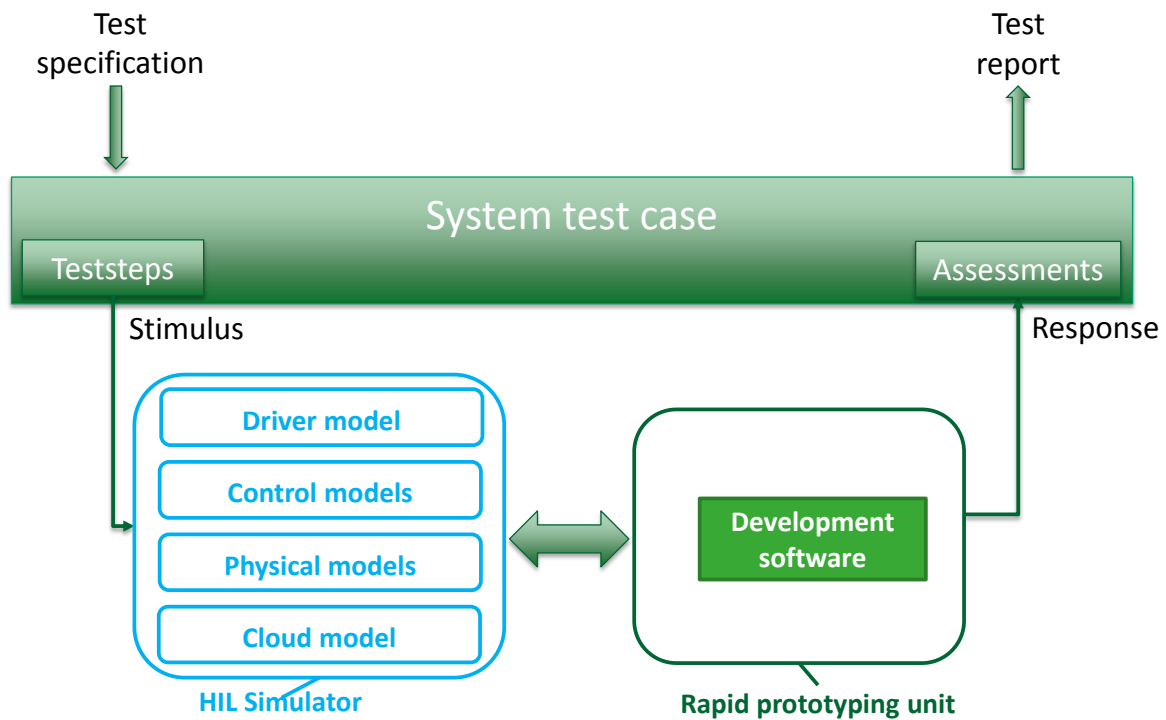 Test
specification
Test
report
System test case
Teststeps
Assessments
Stimulus
Response
Driver model
Control models
Physical models
Cloud model
Development
software
HIL Simulator
Rapid prototyping unit